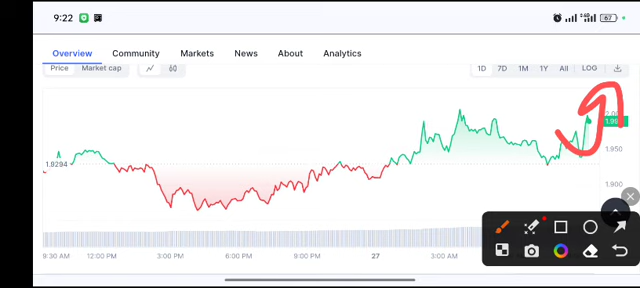 9:22 67
Overview Community Markets News About Analytics
Price Market cap 1D 7D 1M 1Y All LOG
1.9294
1.950
1.900
9:30 AM 12:00 PM 3:00 PM 6:00 PM 9:00 PM 27 3:00 AM